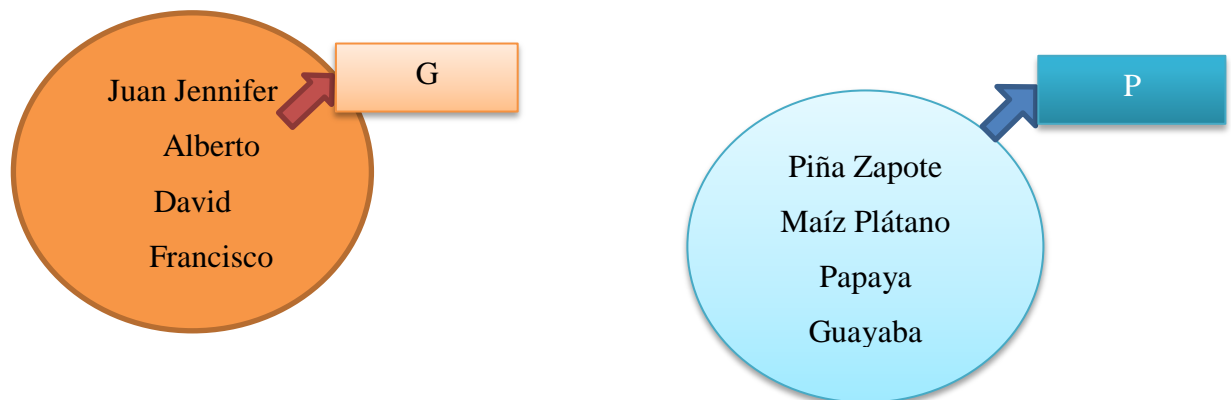 Juan Jennifer
Alberto
David
Francisco
G
Piña Zapote
Maíz Plátano
Papaya
Guayaba
P